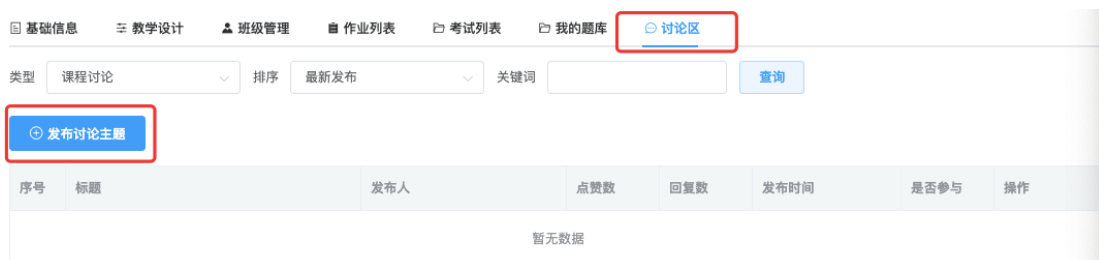 基础信息 教学设计 班级管理 作业列表 考试列表 我的题库 讨论区
类型 课程讨论 排序 最新发布 关键词 查询
发布讨论主题
序号 标题 发布人 点赞数 回复数 发布时间 是否参与 操作
暂无数据